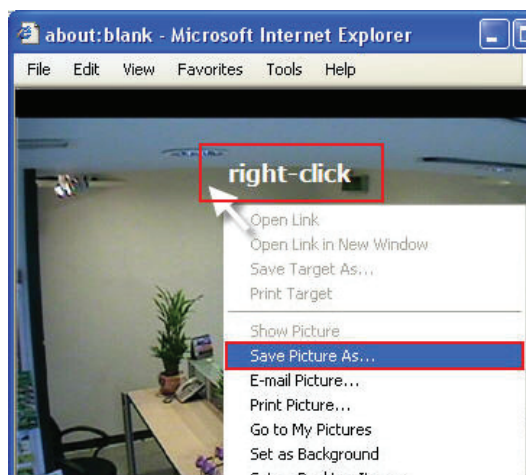 about:blank - Microsoft Internet Explorer
File Edit View Favorites Tools Help
right-click
Open Link
Open Link in New Window
Save Target As...
Print Target
Show Picture
Save Picture As...
E-mail Picture...
Print Picture...
Go to My Pictures
Set as Background